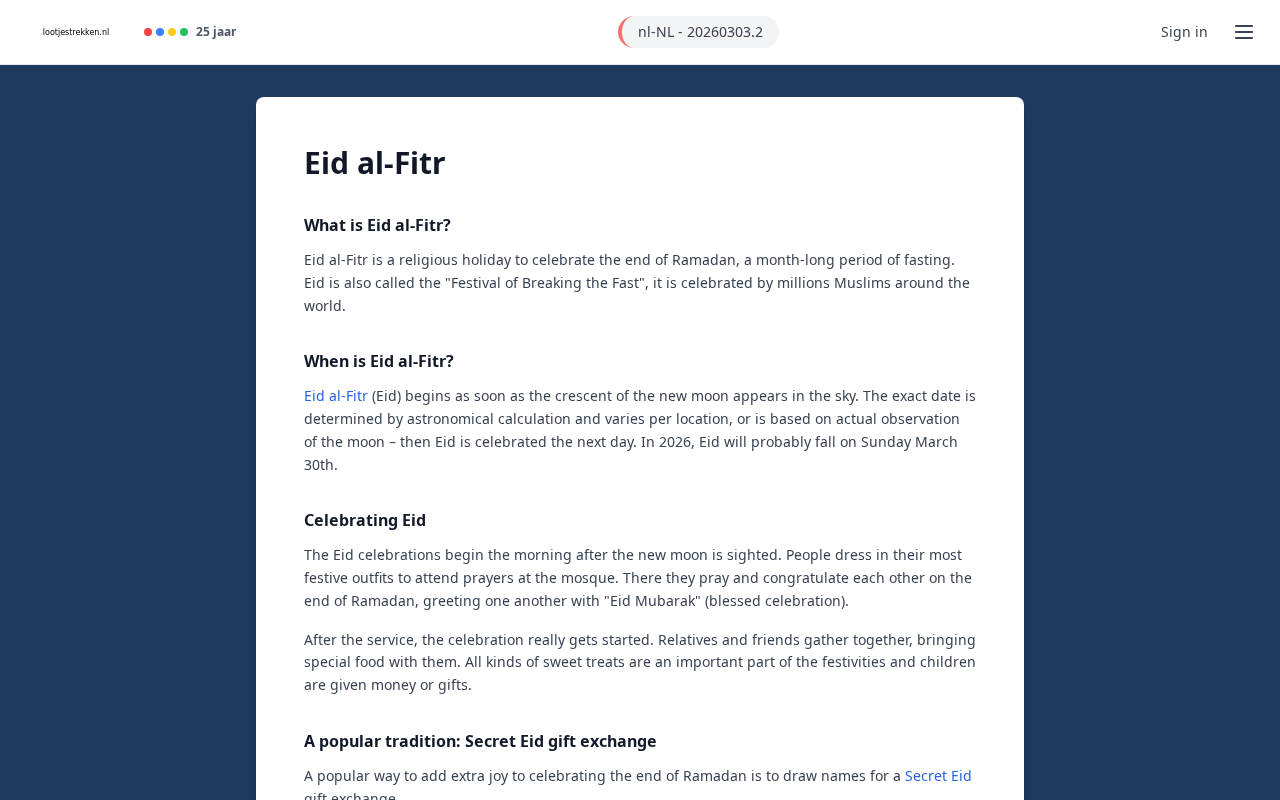 lootjestrekken.nl
25 jaar
nl-NL - 20260303.2
Sign in
Eid al-Fitr
What is Eid al-Fitr?
Eid al-Fitr is a religious holiday to celebrate the end of Ramadan, a month-long period of fasting.
Eid is also called the "Festival of Breaking the Fast", it is celebrated by millions Muslims around the
world.
When is Eid al-Fitr?
Eid al-Fitr (Eid) begins as soon as the crescent of the new moon appears in the sky. The exact date is
determined by astronomical calculation and varies per location, or is based on actual observation
of the moon – then Eid is celebrated the next day. In 2026, Eid will probably fall on Sunday March
30th.
Celebrating Eid
The Eid celebrations begin the morning after the new moon is sighted. People dress in their most
festive outfits to attend prayers at the mosque. There they pray and congratulate each other on the
end of Ramadan, greeting one another with "Eid Mubarak" (blessed celebration).
After the service, the celebration really gets started. Relatives and friends gather together, bringing
special food with them. All kinds of sweet treats are an important part of the festivities and children
are given money or gifts.
A popular tradition: Secret Eid gift exchange
A popular way to add extra joy to celebrating the end of Ramadan is to draw names for a Secret Eid
gift exchange.